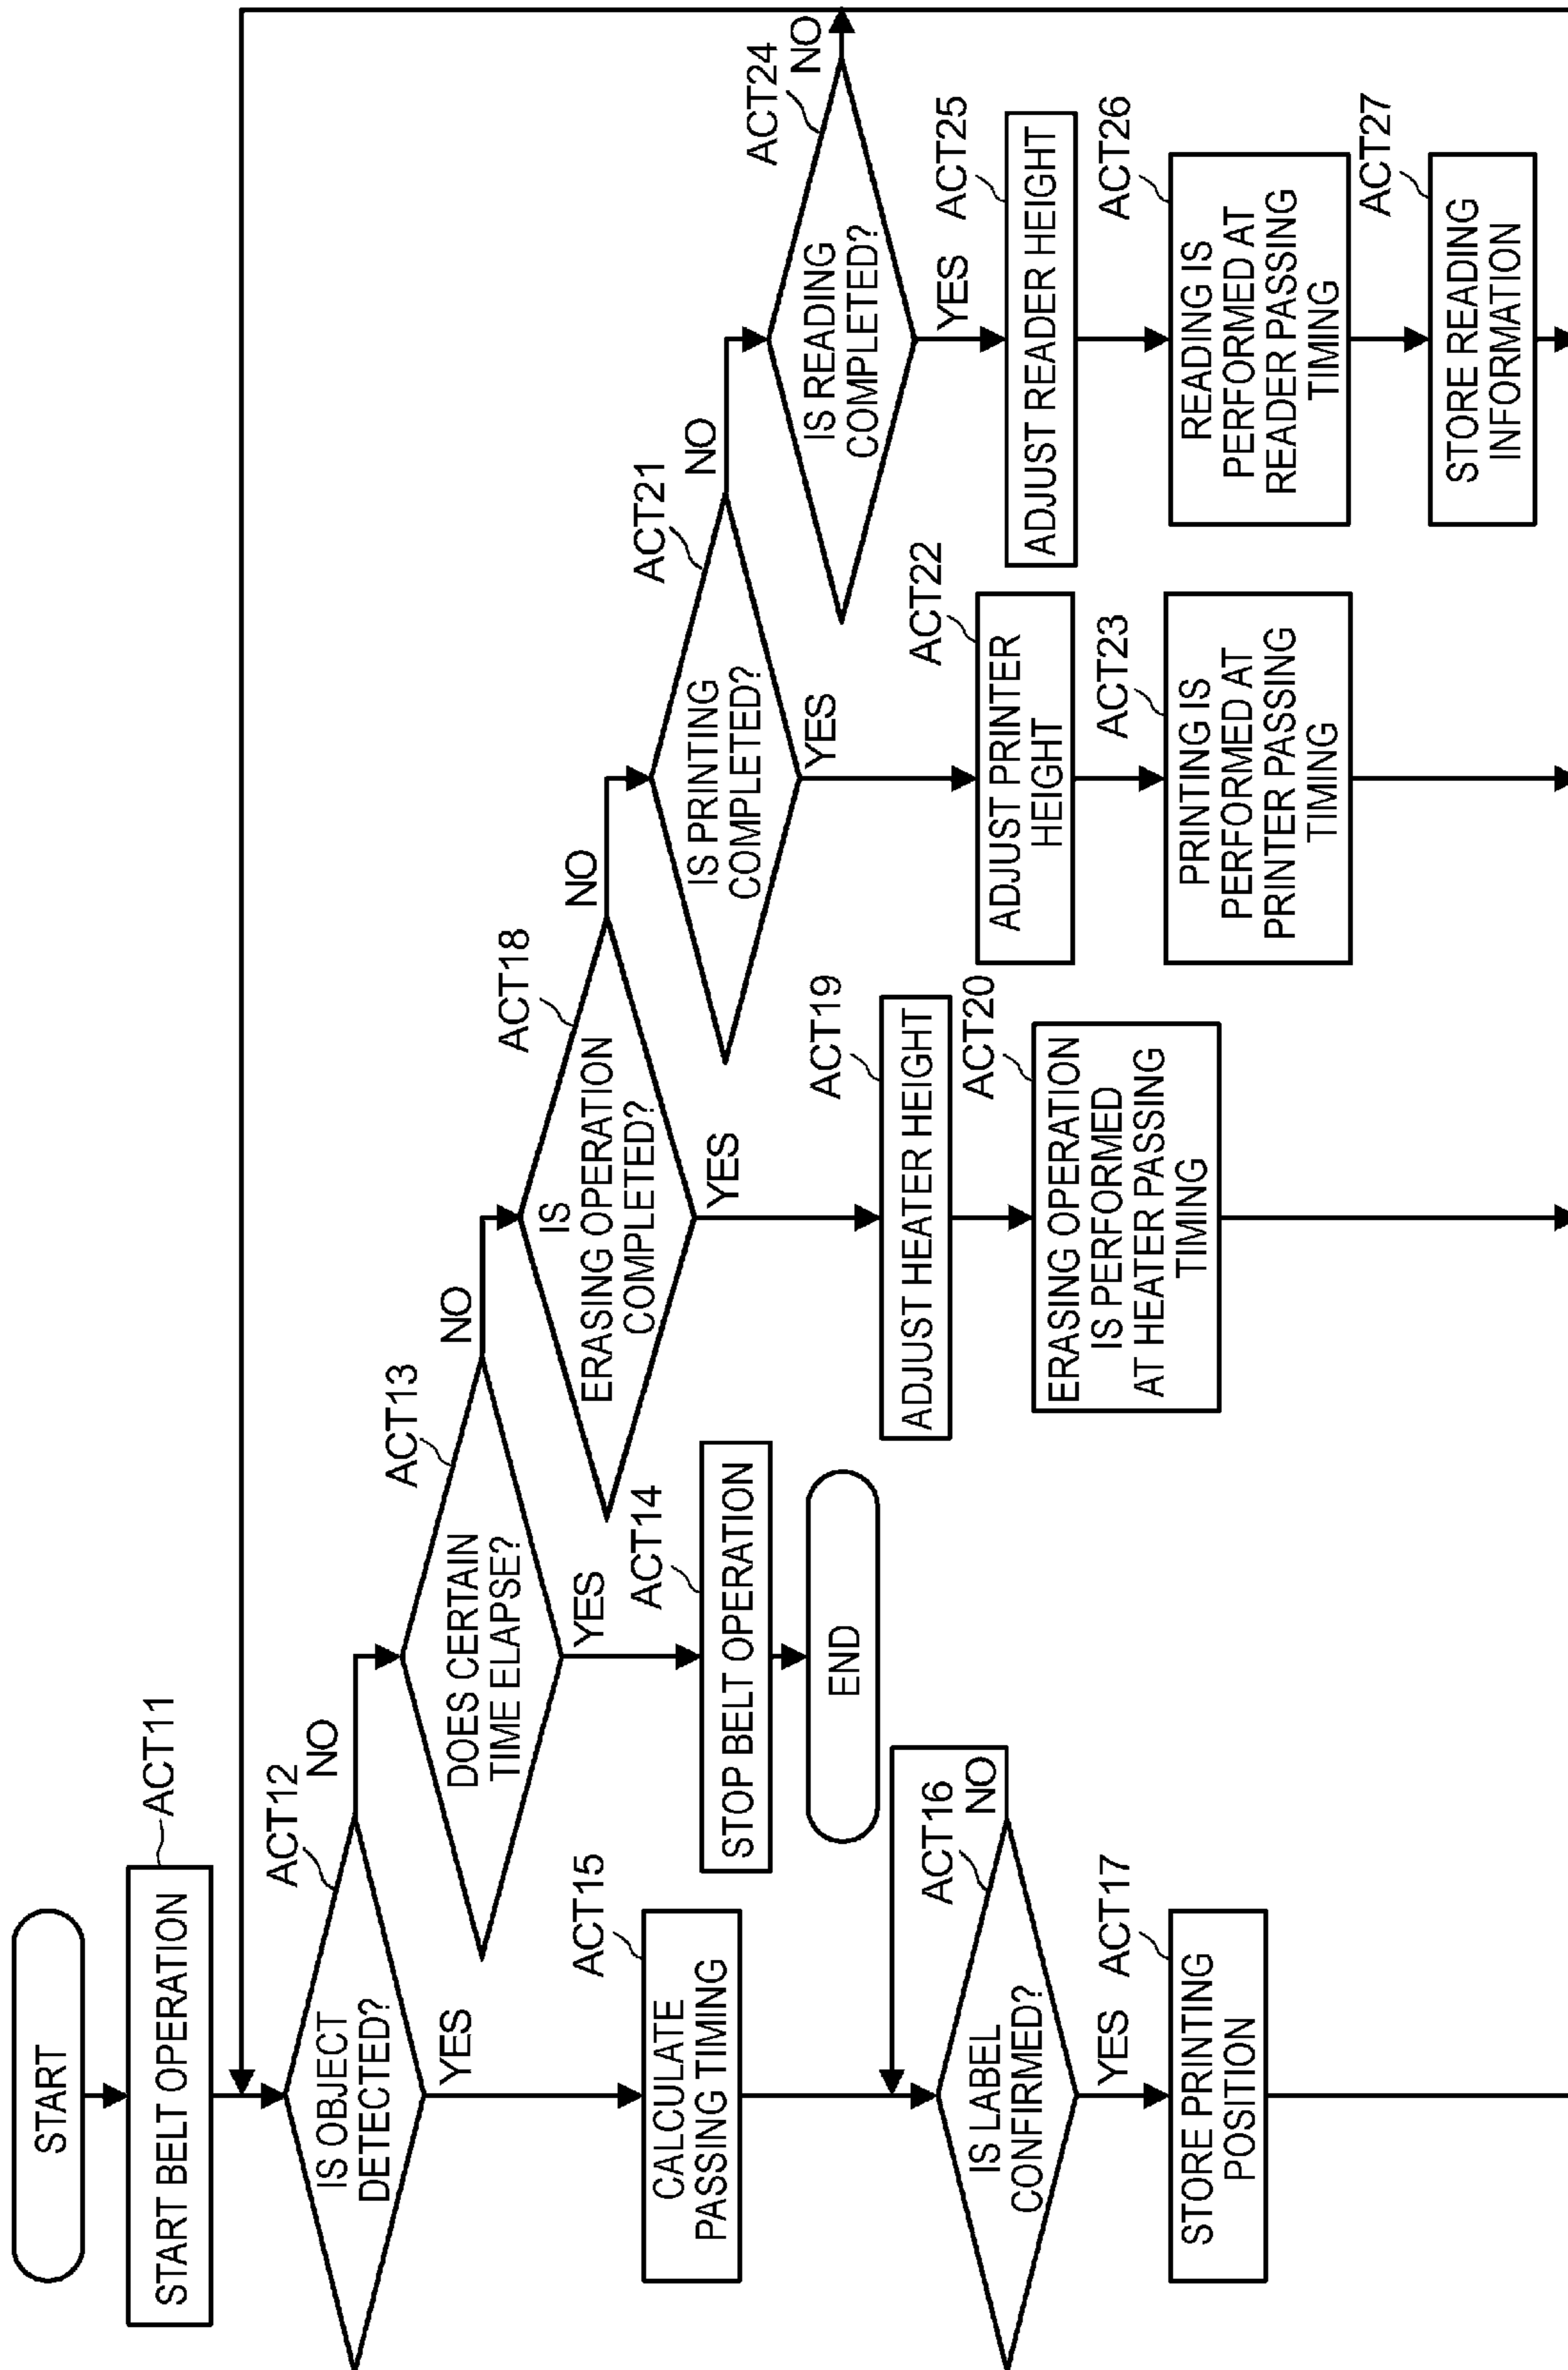 START
START BELT OPERATION
ACT11
IS OBJECT
DETECTED?
ACT12
NO
YES
DOES CERTAIN
TIME ELAPSE?
ACT13
NO
YES
STOP BELT OPERATION
ACT14
END
CALCULATE
PASSING TIMING
ACT15
IS LABEL
CONFIRMED?
ACT16
NO
YES
STORE PRINTING
POSITION
ACT17
IS
ERASING OPERATION
COMPLETED?
ACT18
NO
YES
ADJUST HEATER HEIGHT
ACT19
ERASING OPERATION
IS PERFORMED
AT HEATER PASSING
TIMING
ACT20
IS PRINTING
COMPLETED?
ACT21
NO
YES
ADJUST PRINTER
HEIGHT
ACT22
PRINTING IS
PERFORMED AT
PRINTER PASSING
TIMING
ACT23
IS READING
COMPLETED?
ACT24
NO
YES
ADJUST READER HEIGHT
ACT25
READING IS
PERFORMED AT
READER PASSING
TIMING
ACT26
STORE READING
INFORMATION
ACT27